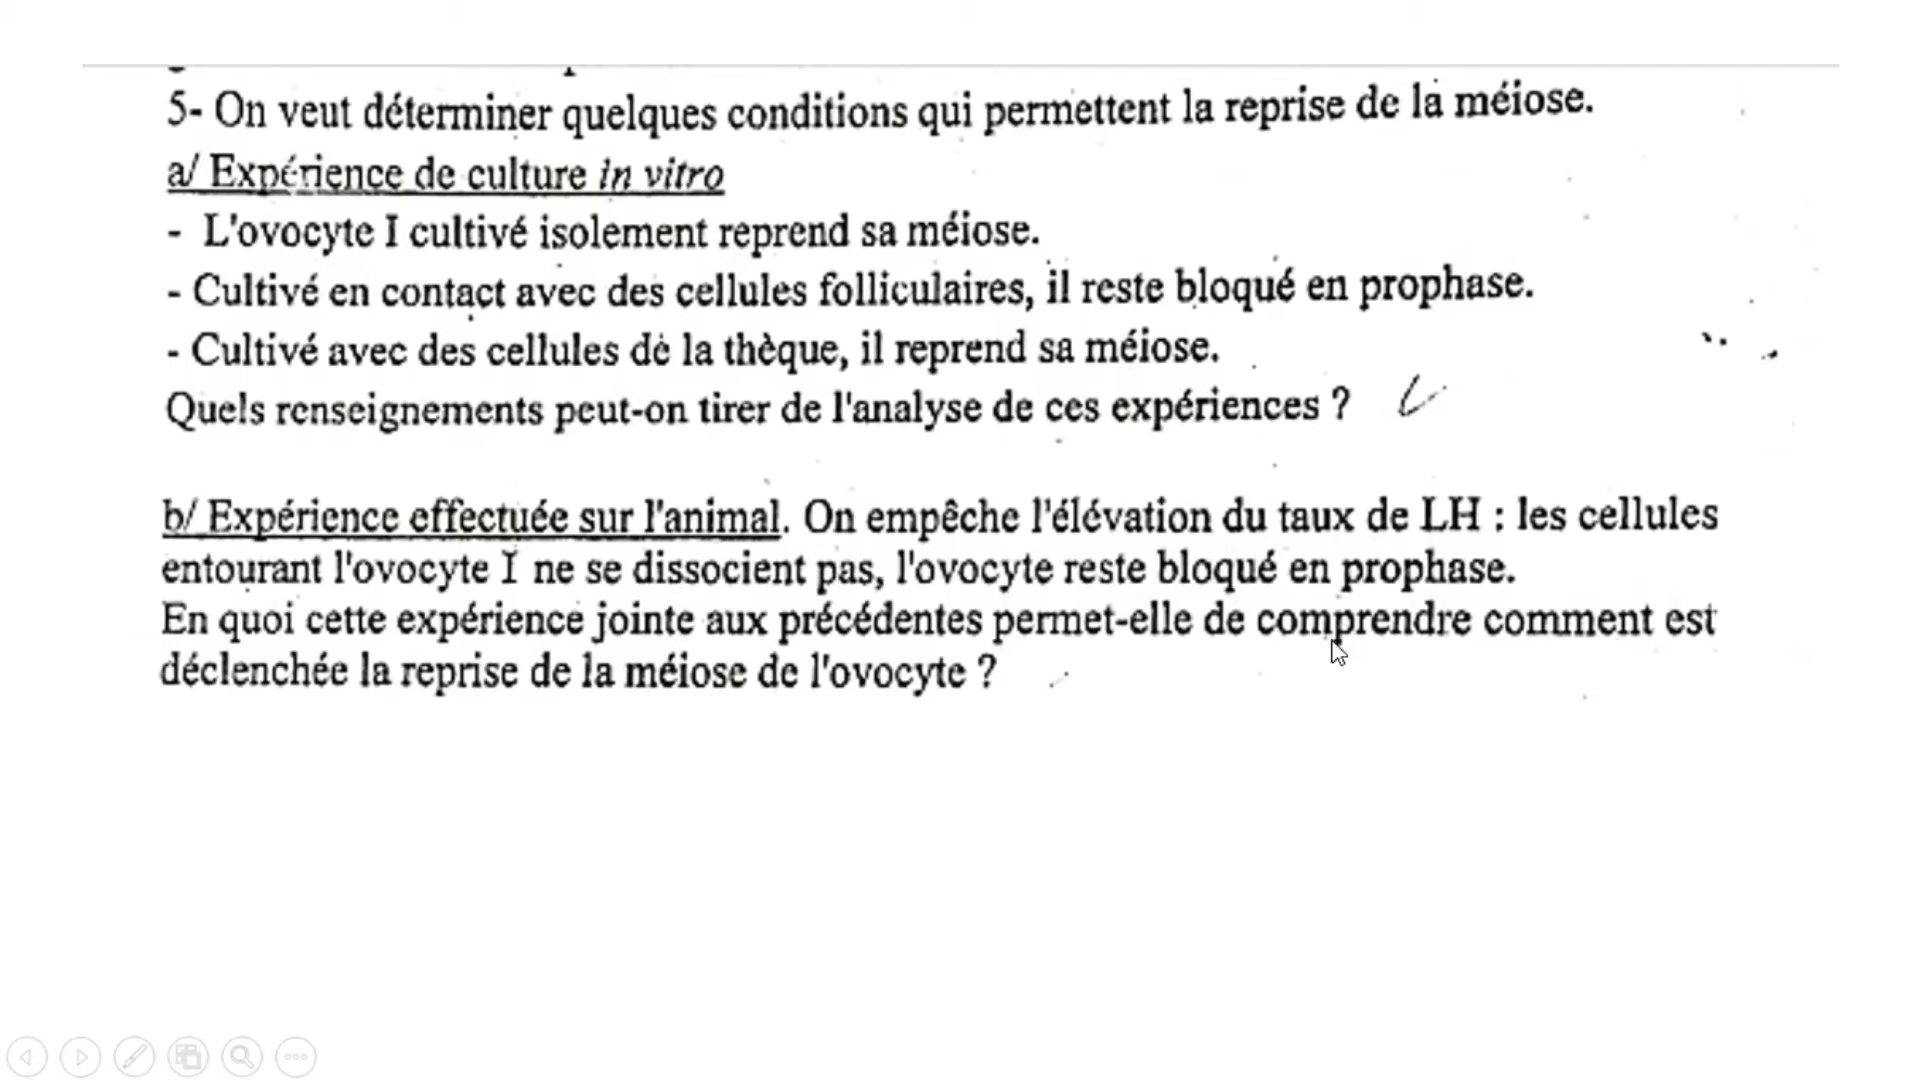 5- On veut déterminer quelques conditions qui permettent la reprise de la méiose.
a/ Expérience de culture in vitro
- L'ovocyte I cultivé isolement reprend sa méiose.
- Cultivé en contact avec des cellules folliculaires, il reste bloqué en prophase.
- Cultivé avec des cellules de la thèque, il reprend sa méiose.
Quels renseignements peut-on tirer de l'analyse de ces expériences ?
b/ Expérience effectuée sur l'animal. On empêche l'élévation du taux de LH : les cellules
entourant l'ovocyte I ne se dissocient pas, l'ovocyte reste bloqué en prophase.
En quoi cette expérience jointe aux précédentes permet-elle de comprendre comment est
déclenchée la reprise de la méiose de l'ovocyte ?